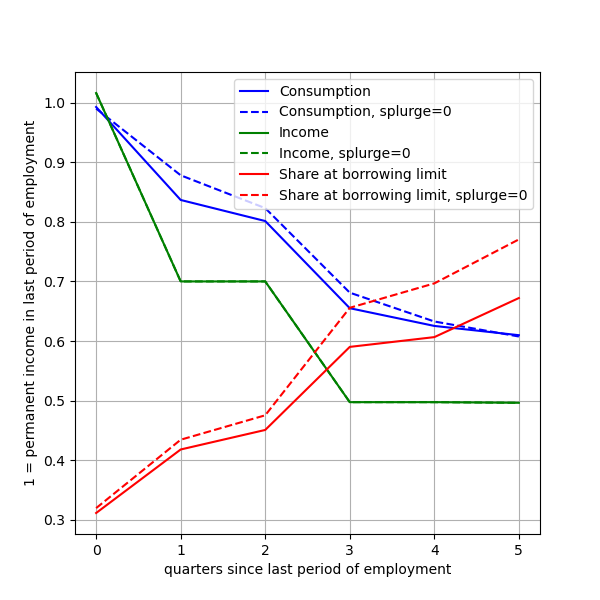 Consumption
Consumption, splurge=0
Income
Income, splurge=0
Share at borrowing limit
Share at borrowing limit, splurge=0
1 = permanent income in last period of employment
1.0
0.9
0.8
0.7
0.6
0.5
0.4
0.3
0 1 2 3 4 5
quarters since last period of employment